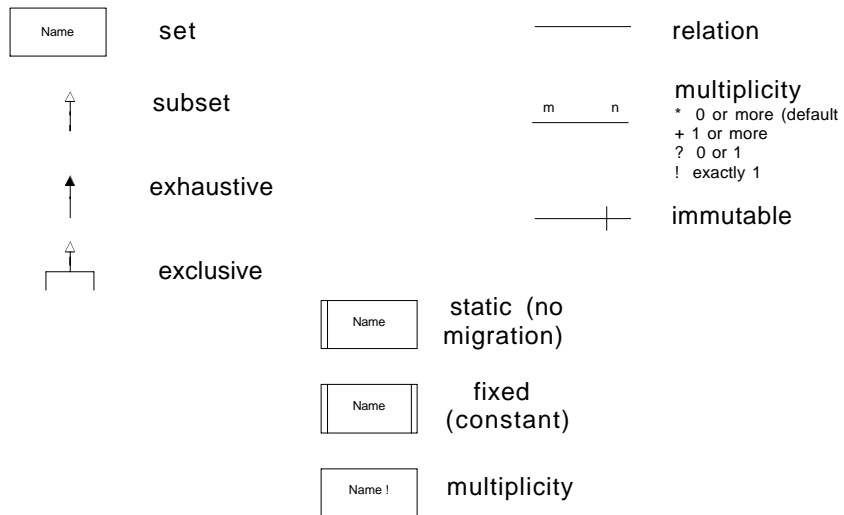 Name
set
subset
exhaustive
exclusive
relation
m n
multiplicity
* 0 or more (default
+ 1 or more
? 0 or 1
! exactly 1
immutable
Name
static (no
migration)
Name
fixed
(constant)
Name !
multiplicity